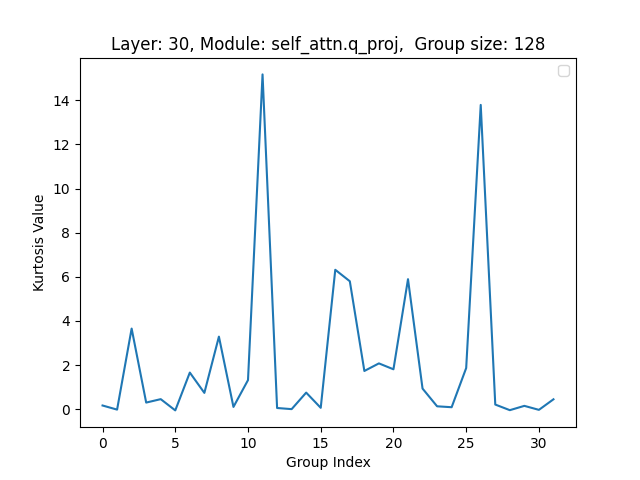 Layer: 30, Module: self_attn.q_proj,  Group size: 128
Kurtosis Value
14
12
10
8
6
4
2
0
0 5 10 15 20 25 30
Group Index